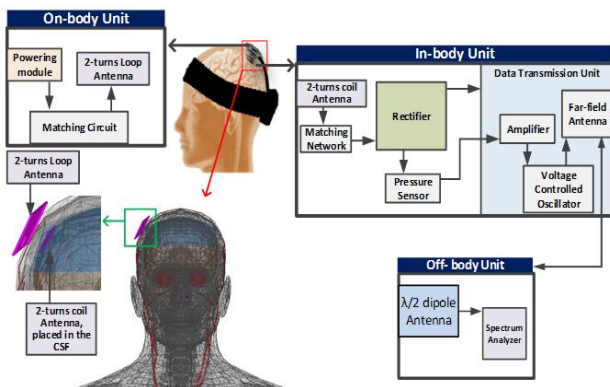 On-body Unit
Powering
module
2-turns Loop
Antenna
Matching Circuit
In-body Unit
2-turns coil
Antenna
Matching
Network
Rectifier
Pressure
Sensor
Data Transmission Unit
Amplifier
Far-field
Antenna
Voltage
Controlled
Oscillator
2-turns Loop
Antenna
2-turns coil
Antenna,
placed in the
CSF
Off- body Unit
λ/2 dipole
Antenna
Spectrum
Analyzer